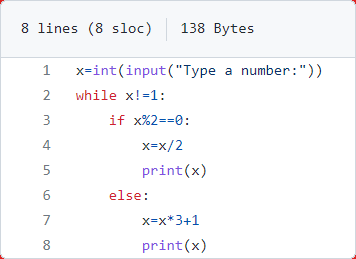 8 lines (8 sloc) 138 Bytes
1 x=int(input("Type a number:"))
2 while x!=1:
3     if x%2==0:
4         x=x/2
5         print(x)
6     else:
7         x=x*3+1
8         print(x)